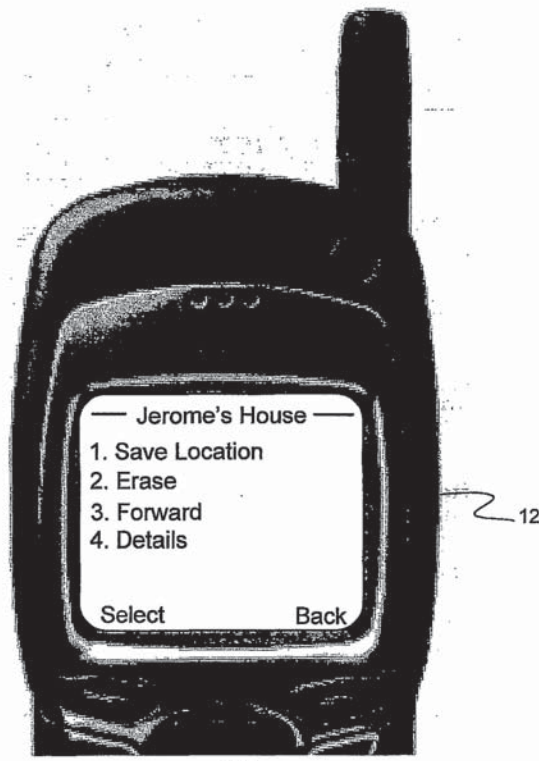 Jerome's House
1. Save Location
2. Erase
3. Forward
4. Details
Select Back
12